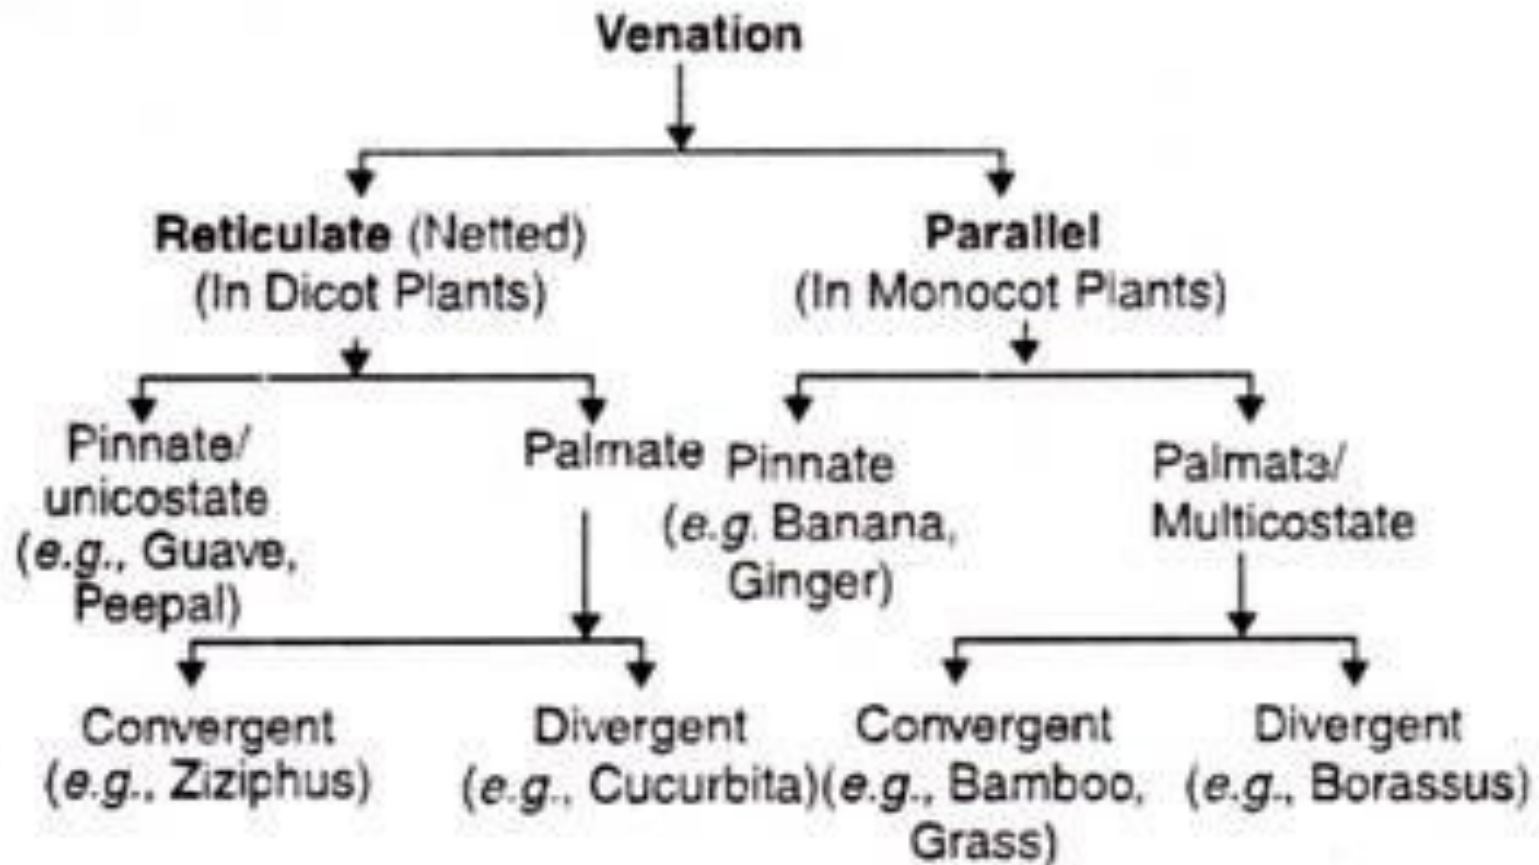 Venation
Reticulate (Netted)
(In Dicot Plants)
Parallel
(In Monocot Plants)
Pinnate/
unicostate
(e.g., Guave,
Peepal)
Palmate
Pinnate
(e.g. Banana,
Ginger)
Palmate/
Multicostate
Convergent
(e.g., Ziziphus)
Divergent
(e.g., Cucurbita)
Convergent
(e.g., Bamboo,
Grass)
Divergent
(e.g., Borassus)